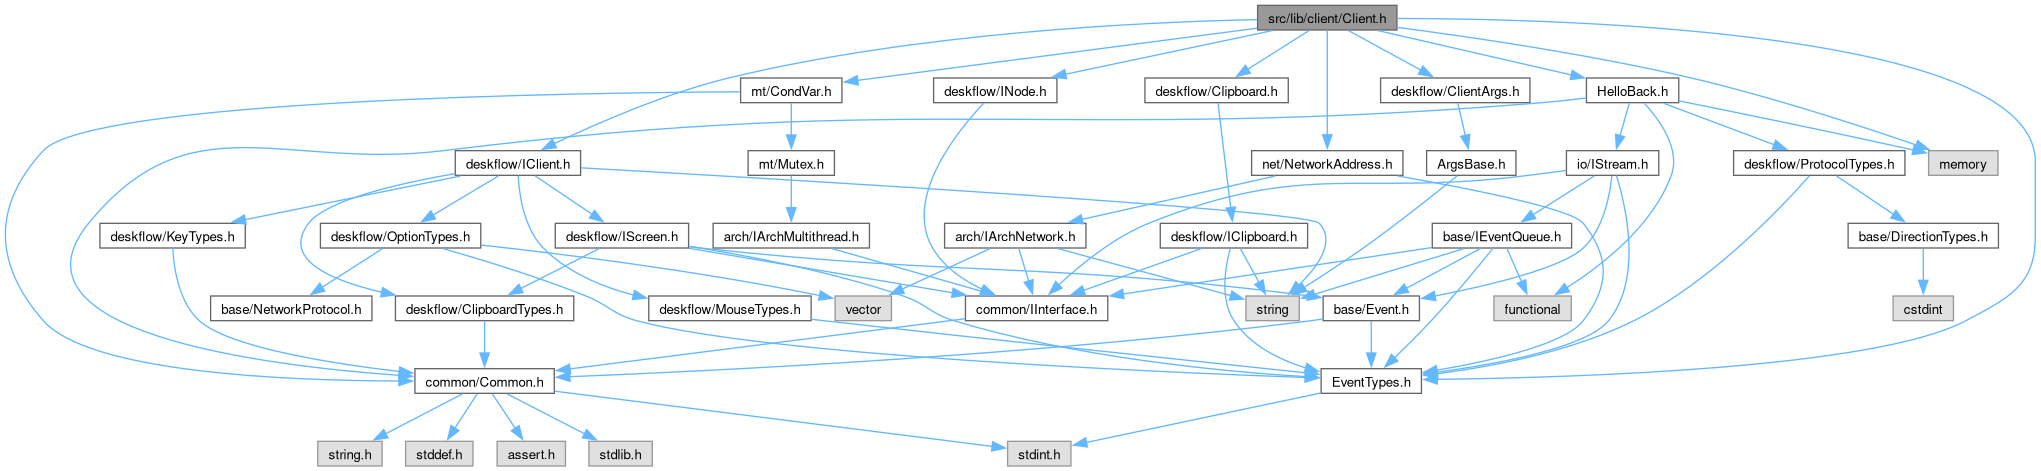 src/lib/client/Client.h
mt/CondVar.h
deskflow/INode.h
deskflow/Clipboard.h
deskflow/ClientArgs.h
HelloBack.h
deskflow/IClient.h
mt/Mutex.h
net/NetworkAddress.h
ArgsBase.h
io/IStream.h
deskflow/ProtocolTypes.h
memory
deskflow/KeyTypes.h
deskflow/OptionTypes.h
deskflow/IScreen.h
arch/IArchMultithread.h
arch/IArchNetwork.h
deskflow/IClipboard.h
base/IEventQueue.h
base/DirectionTypes.h
base/NetworkProtocol.h
deskflow/ClipboardTypes.h
deskflow/MouseTypes.h
vector
common/IInterface.h
string
base/Event.h
functional
cstdint
common/Common.h
EventTypes.h
string.h
stddef.h
assert.h
stdlib.h
stdint.h